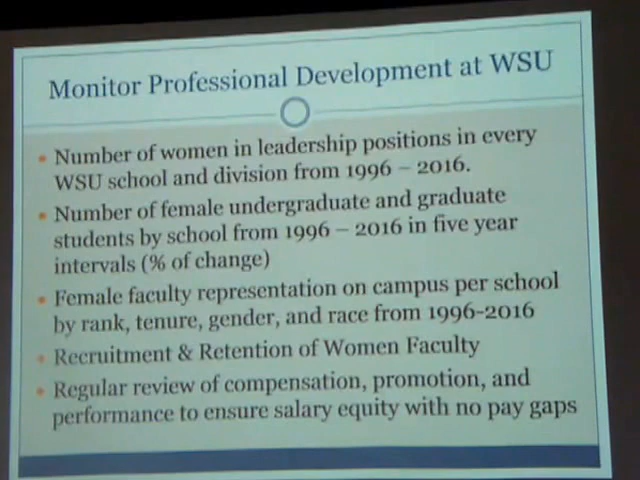 Monitor Professional Development at WSU
Number of women in leadership positions in every
WSU school and division from 1996 – 2016.
Number of female undergraduate and graduate
students by school from 1996 – 2016 in five year
intervals (% of change)
Female faculty representation on campus per school
by rank, tenure, gender, and race from 1996-2016
Recruitment & Retention of Women Faculty
Regular review of compensation, promotion, and
performance to ensure salary equity with no pay gaps